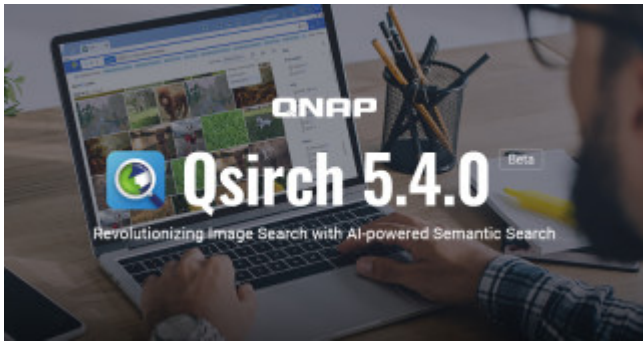 QNAP
Qsirch 5.4.0
Beta
Revolutionizing Image Search with AI-powered Semantic Search